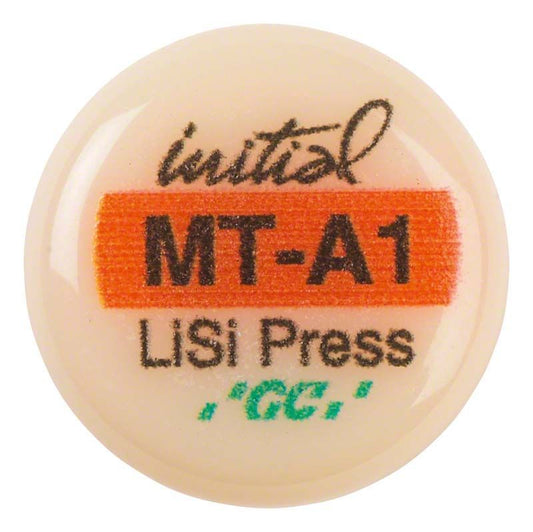 initial
MT-A1
LiSi Press
'GC'